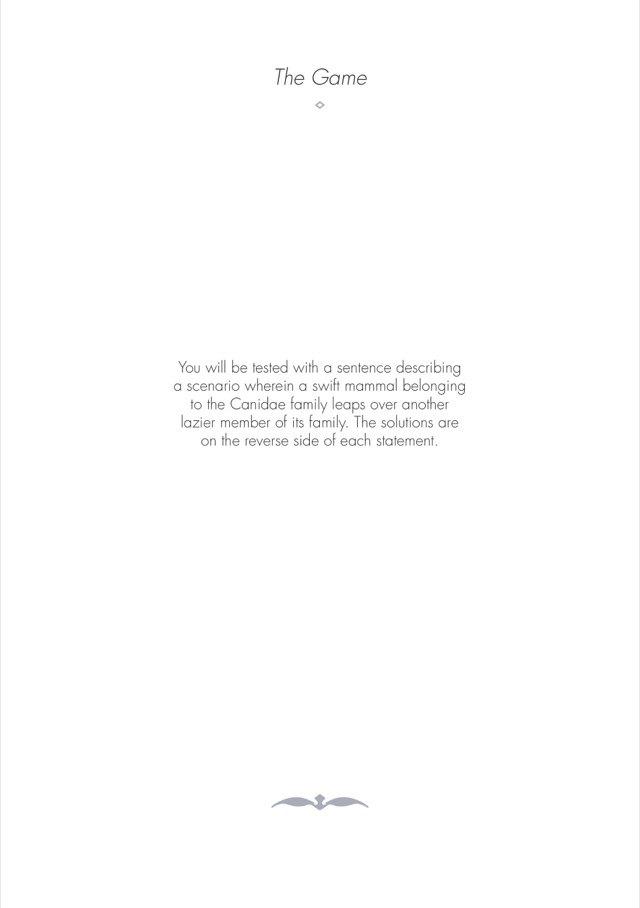 The Game
You will be tested with a sentence describing
a scenario wherein a swift mammal belonging
to the Canidae family leaps over another
lazier member of its family. The solutions are
on the reverse side of each statement.